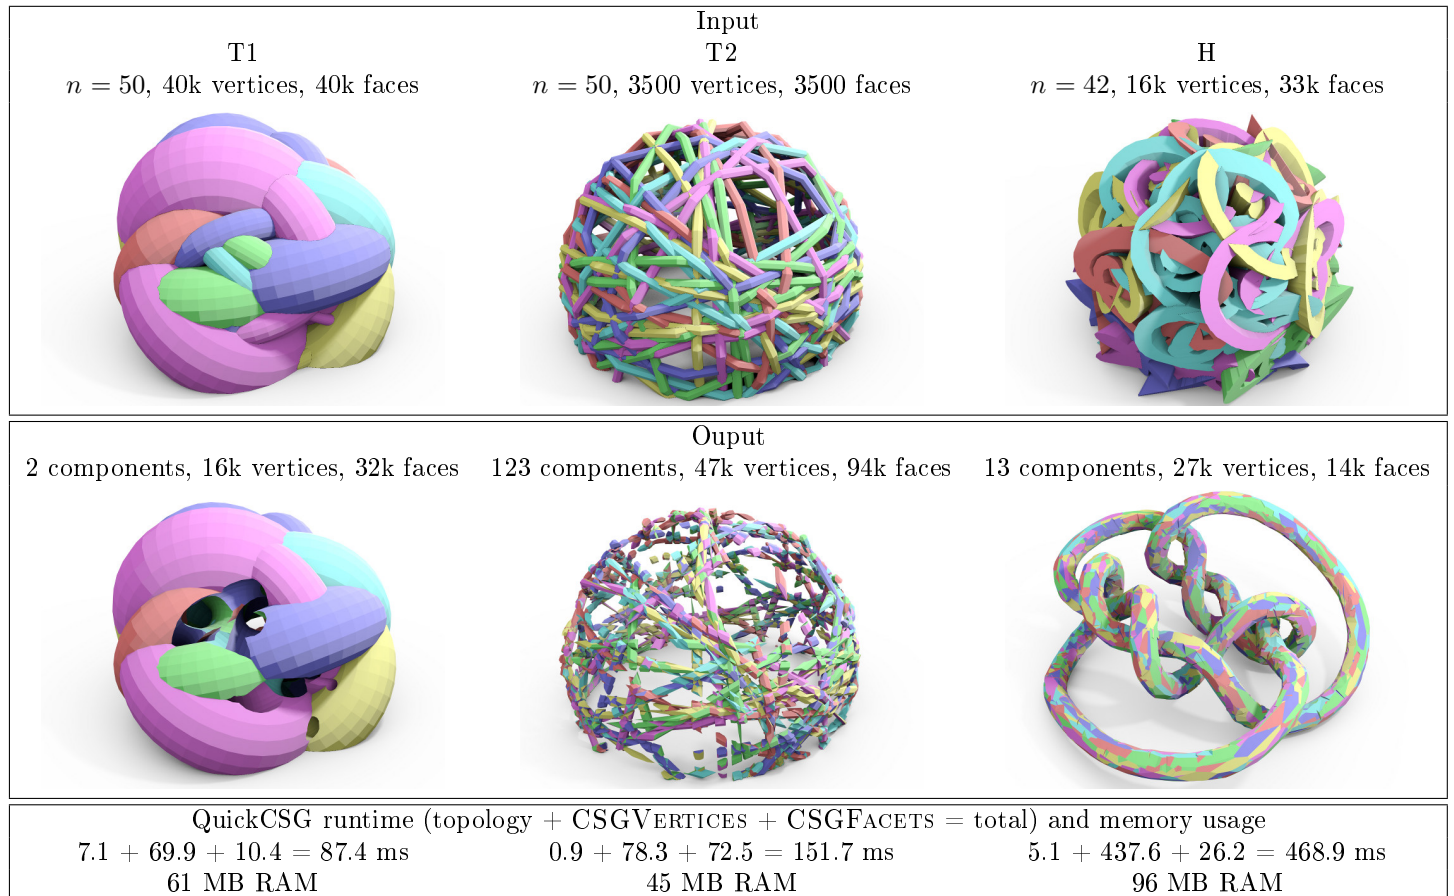 Input
T1
T2
H
n = 50, 40k vertices, 40k faces
n = 50, 3500 vertices, 3500 faces
n = 42, 16k vertices, 33k faces
Ouput
2 components, 16k vertices, 32k faces
123 components, 47k vertices, 94k faces
13 components, 27k vertices, 14k faces
QuickCSG runtime (topology + CSGVERTICES + CSGFACETS = total) and memory usage
7.1 + 69.9 + 10.4 = 87.4 ms
0.9 + 78.3 + 72.5 = 151.7 ms
5.1 + 437.6 + 26.2 = 468.9 ms
61 MB RAM
45 MB RAM
96 MB RAM